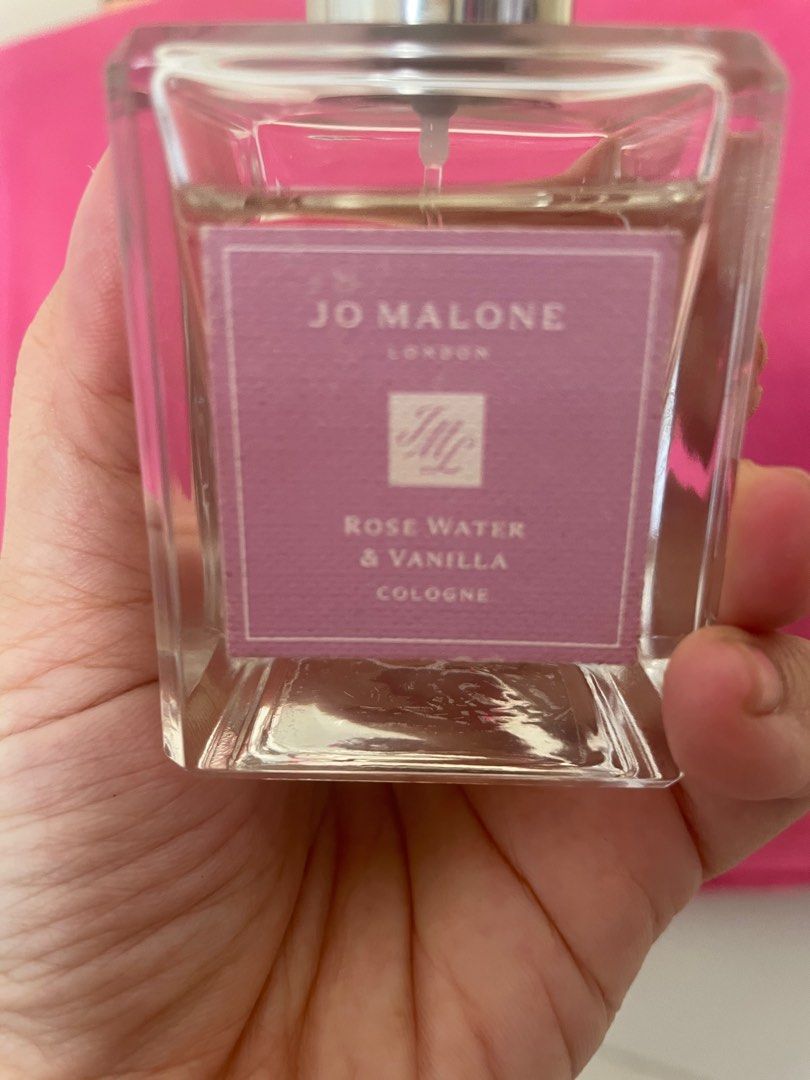 JO MALONE
LONDON
JML
ROSE WATER
& VANILLA
COLOGNE